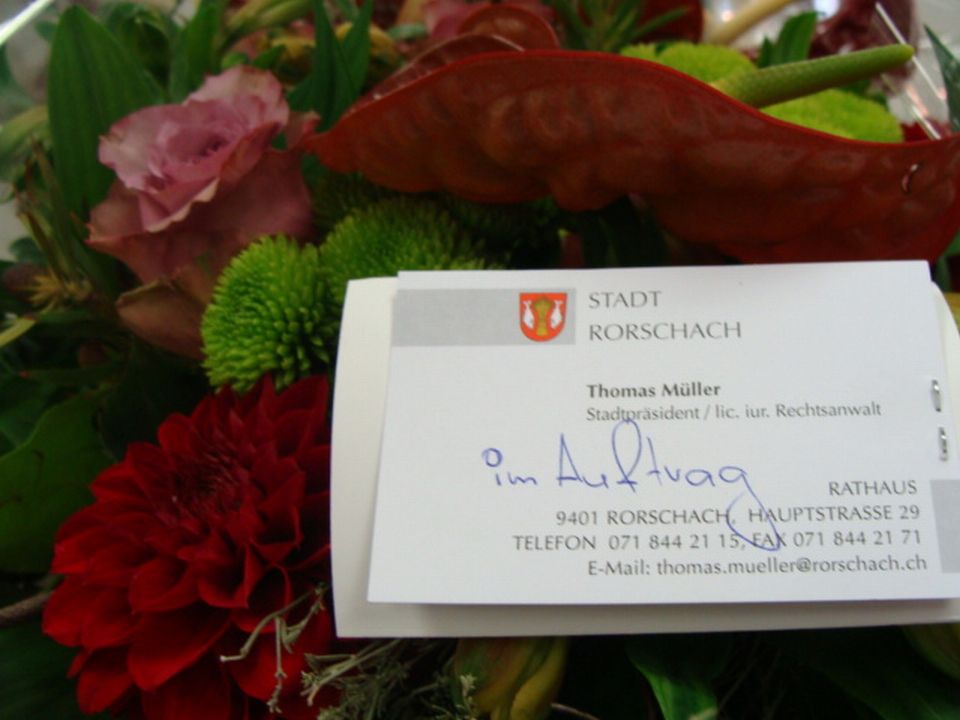 STADT
RORSCHACH
Thomas Müller
Stadtpräsident / lic. iur. Rechtsanwalt
im Auftrag
RATHAUS
9401 RORSCHACH, HAUPTSTRASSE 29
TELEFON 071 844 21 15, FAX 071 844 21 71
E-Mail: thomas.mueller@rorschach.ch